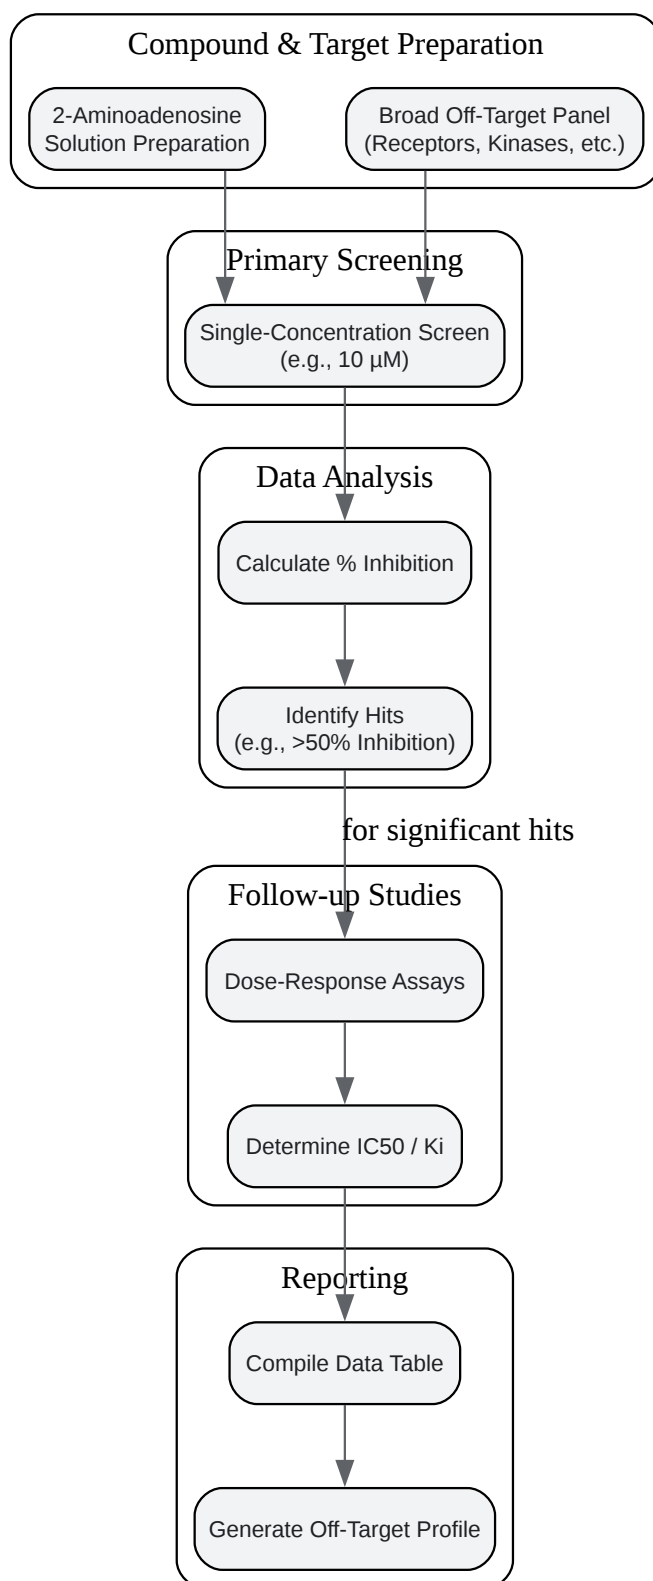 Compound & Target Preparation
2-Aminoadenosine
Solution Preparation
Broad Off-Target Panel
(Receptors, Kinases, etc.)
Primary Screening
Single-Concentration Screen
(e.g., 10 µM)
Data Analysis
Calculate % Inhibition
Identify Hits
(e.g., >50% Inhibition)
for significant hits
Follow-up Studies
Dose-Response Assays
Determine IC50 / Ki
Reporting
Compile Data Table
Generate Off-Target Profile